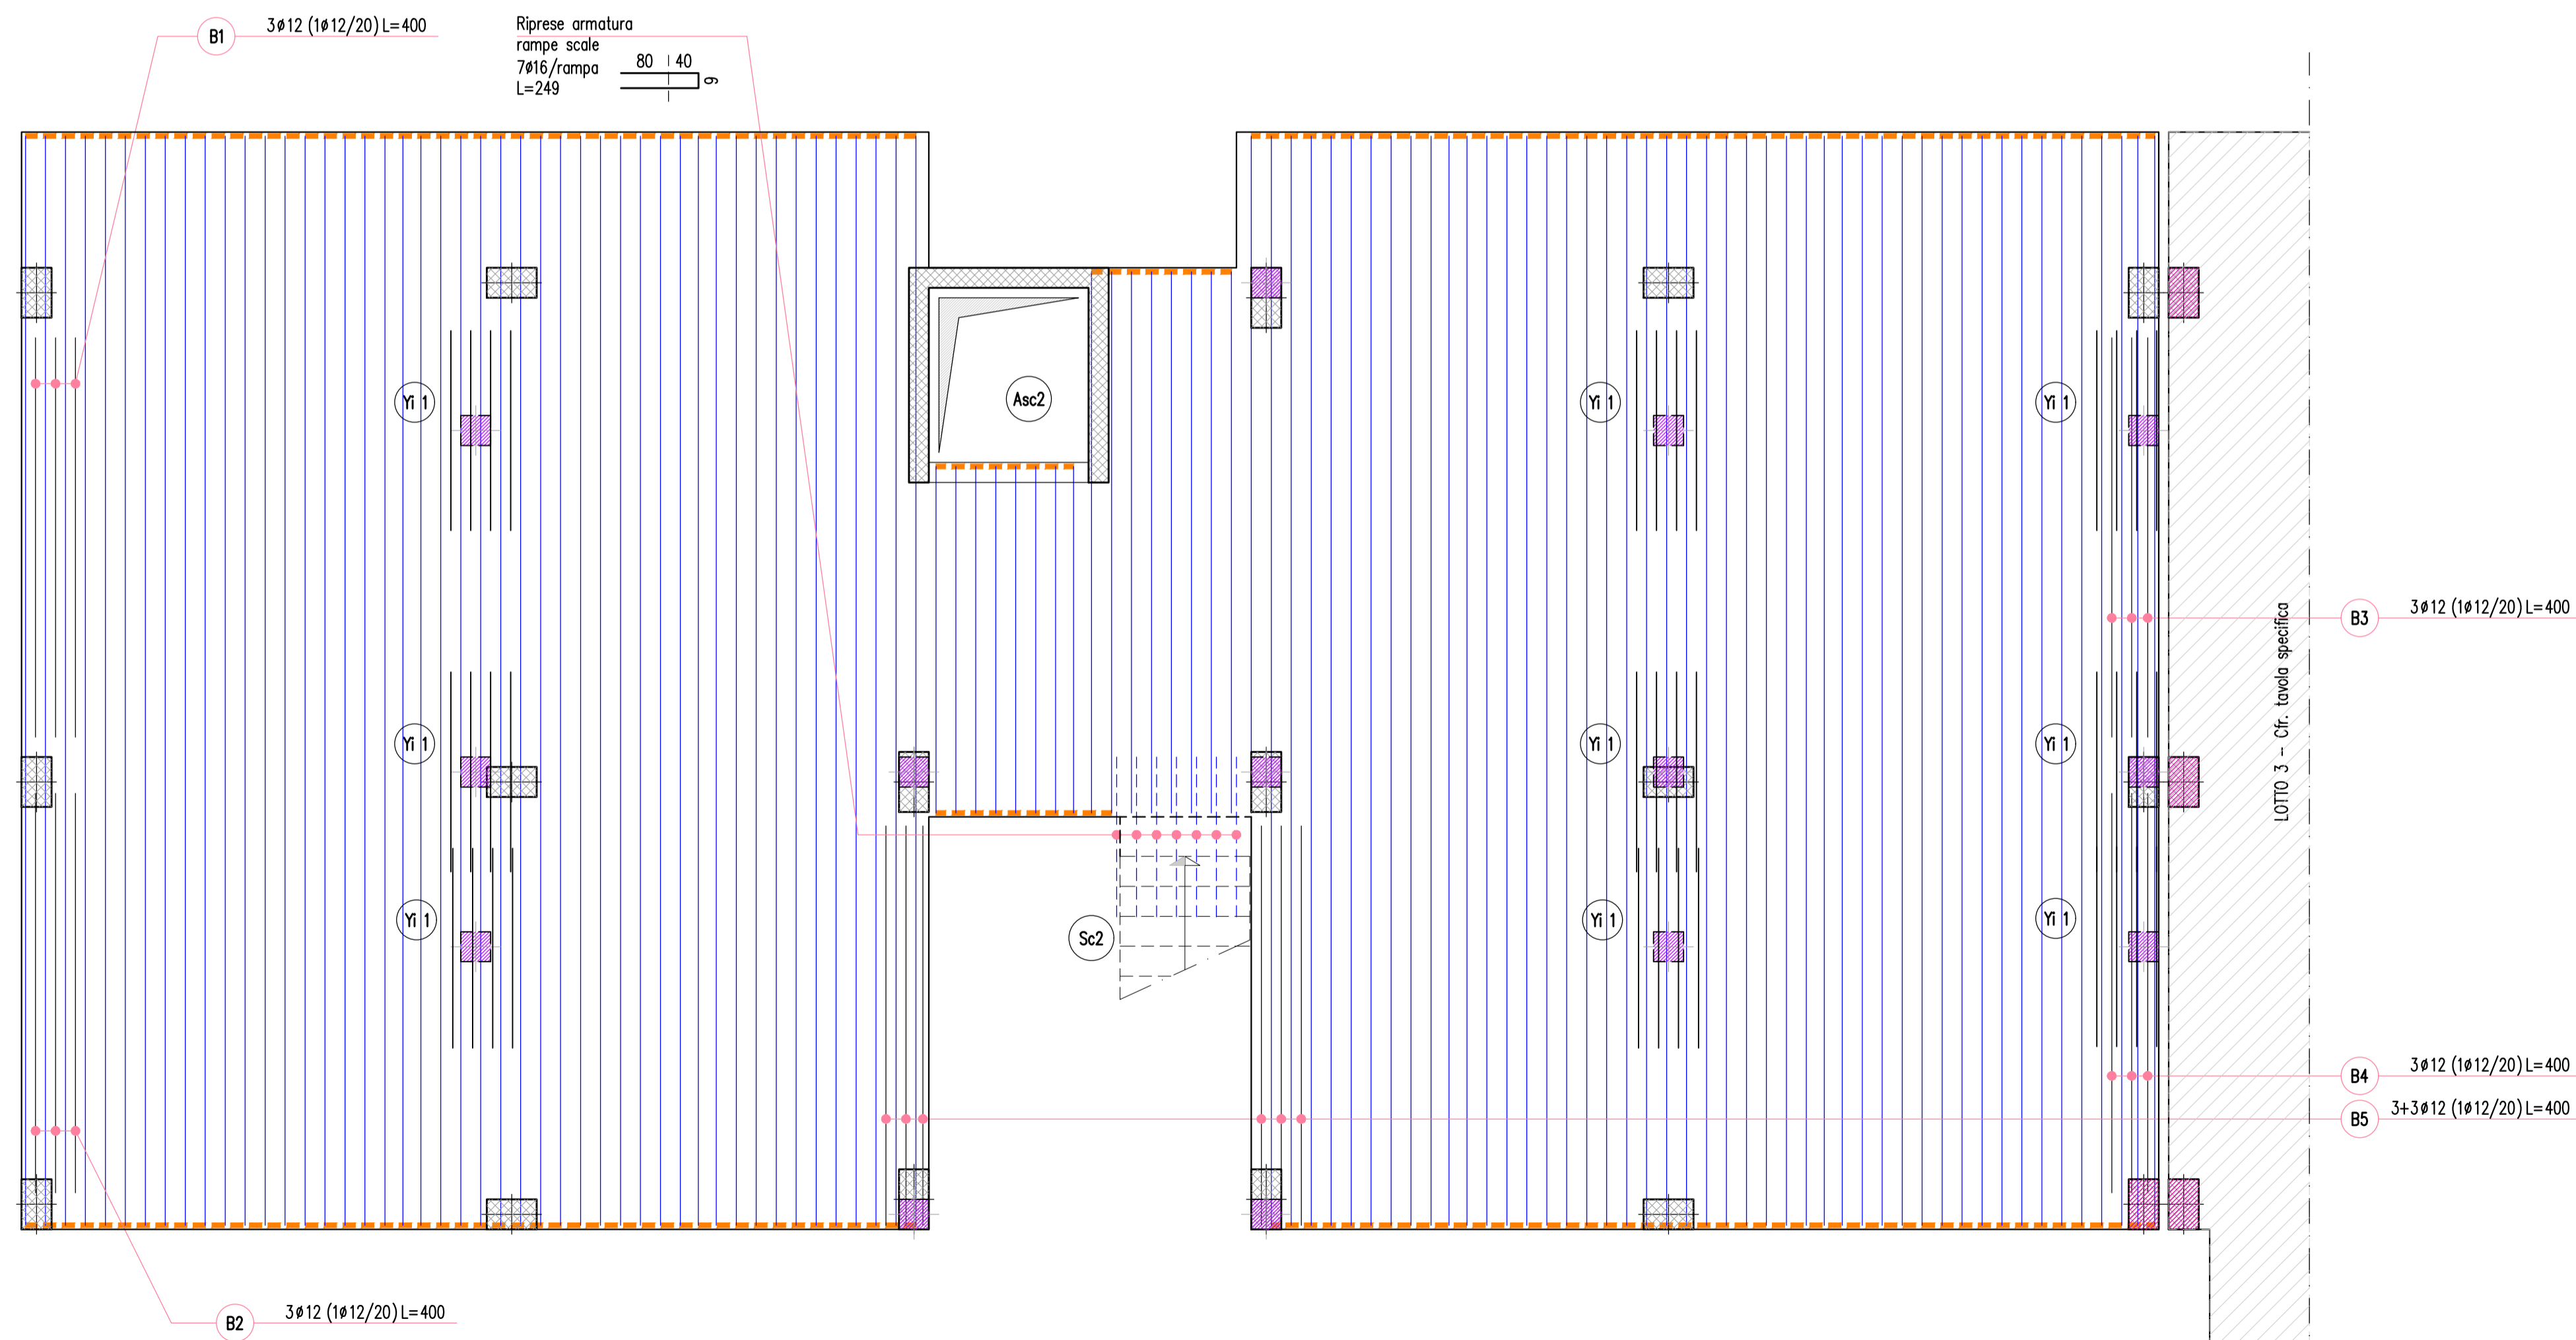 B1
3ø12 (1ø12/20) L=400
Riprese armatura
rampe scale
7ø16/rampa
L=249
80
40
9
Yi 1
Asc2
Yi 1
Yi 1
B3
3ø12 (1ø12/20) L=400
LOTTO 3 - Cfr. tavola specifica
Yi 1
Yi 1
Yi 1
Yi 1
Sc2
Yi 1
Yi 1
B4
3ø12 (1ø12/20) L=400
B5
3+3ø12 (1ø12/20) L=400
B2
3ø12 (1ø12/20) L=400